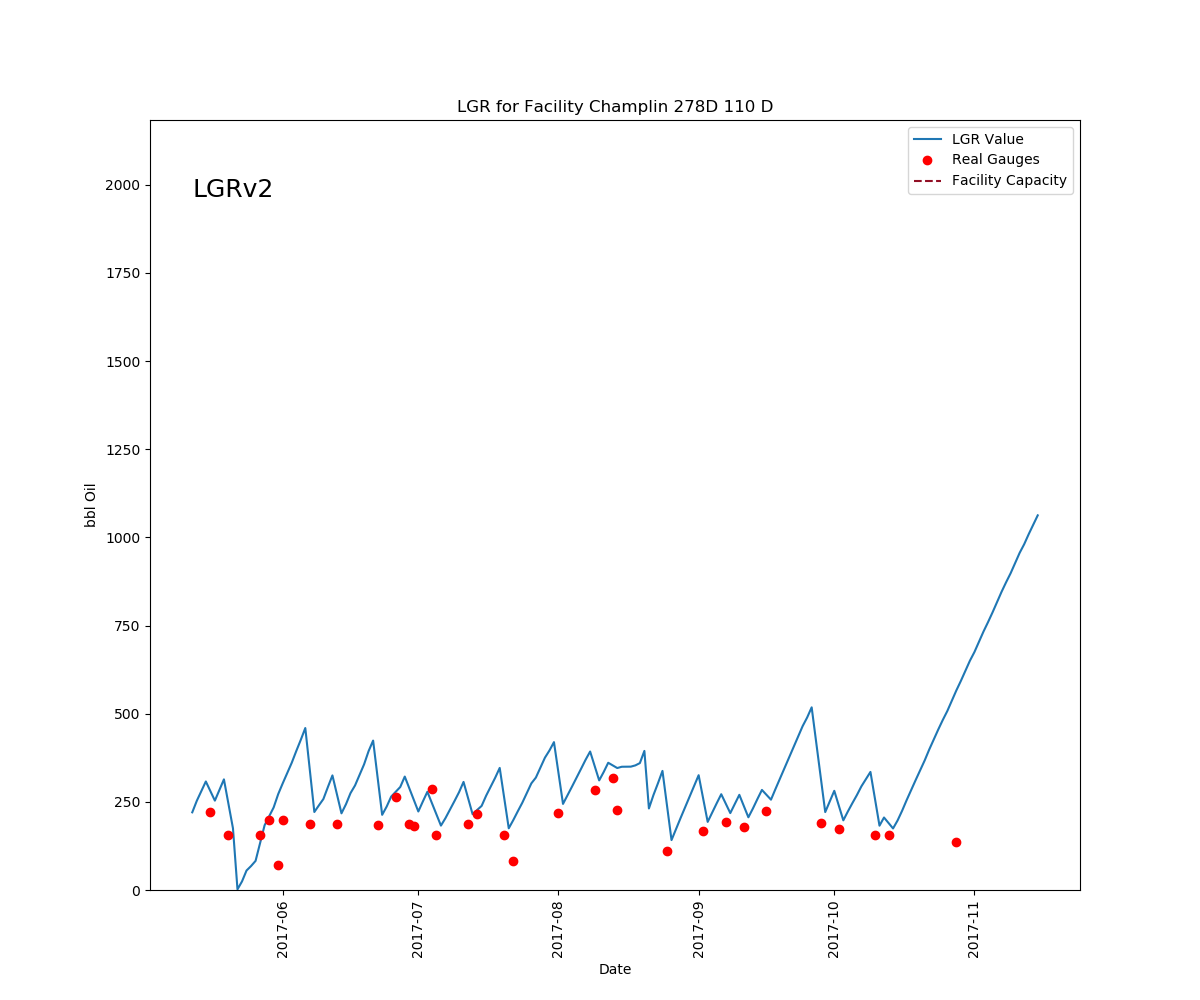 LGR for Facility Champlin 278D 110 D
LGR Value
Real Gauges
Facility Capacity
LGRv2
bbl Oil
2000
1750
1500
1250
1000
750
500
250
0
2017-06
2017-07
2017-08
2017-09
2017-10
2017-11
Date